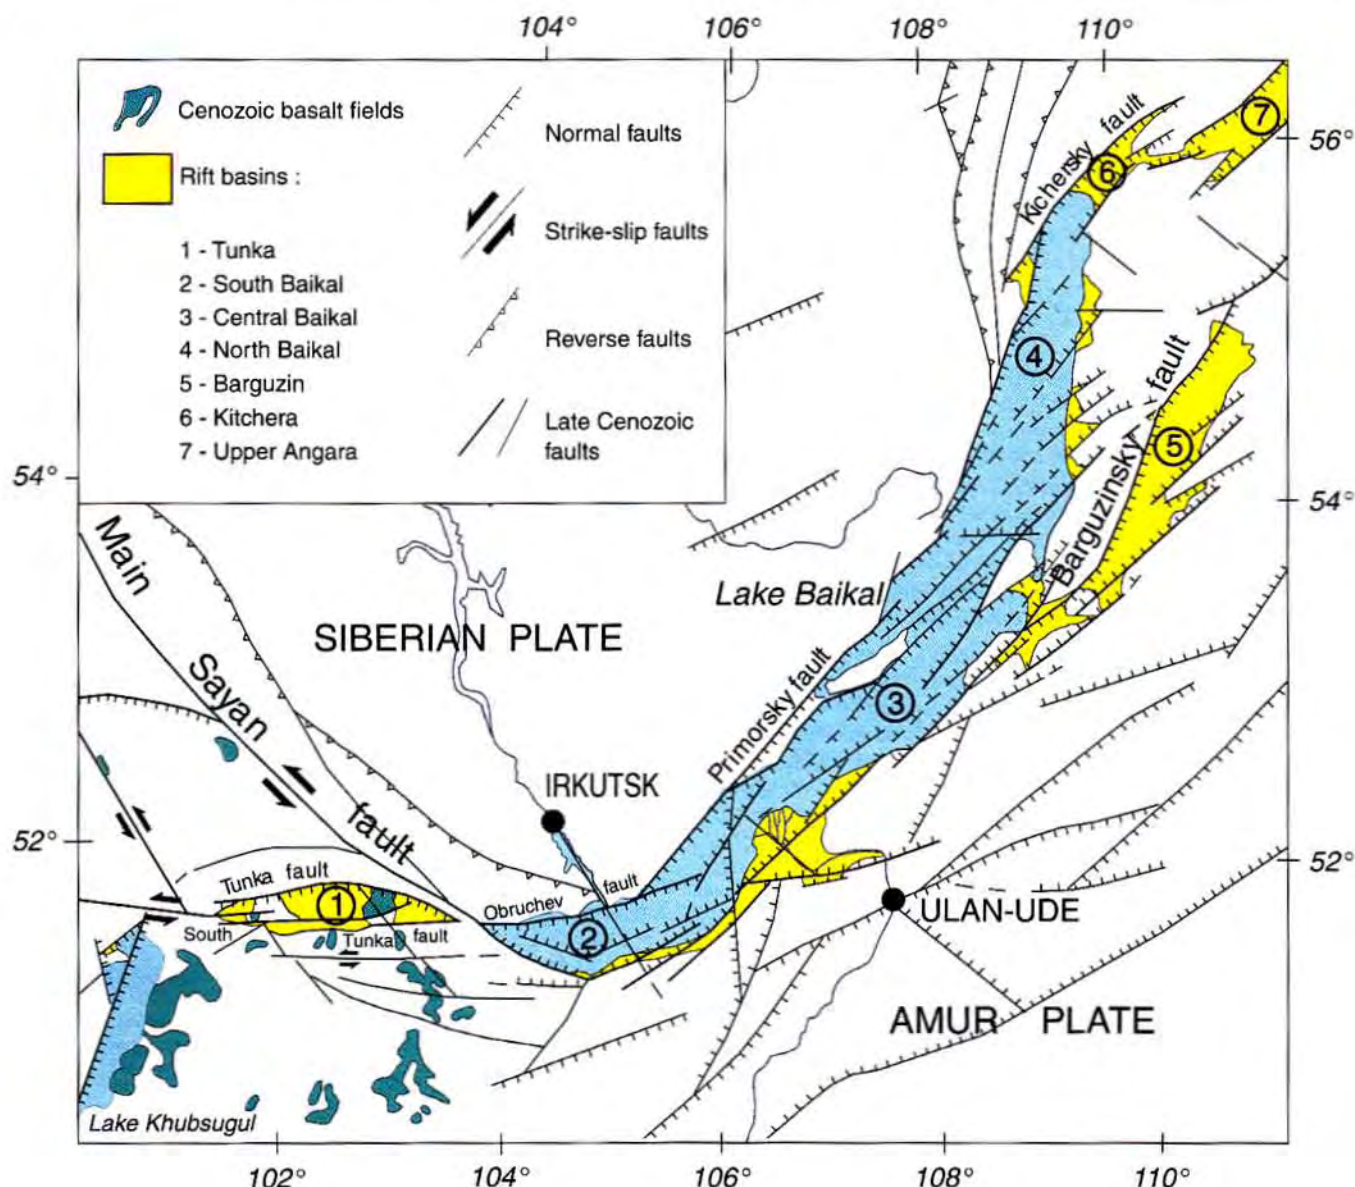 104° 106° 108° 110°
Cenozoic basalt fields
Rift basins :
1 - Tunka
2 - South Baikal
3 - Central Baikal
4 - North Baikal
5 - Barguzin
6 - Kitchera
7 - Upper Angara
Normal faults
Strike-slip faults
Reverse faults
Late Cenozoic
faults
7
56°
Kichersky fault
6
4
Barguzinsky fault
5
54°
54°
Main Sayan fault
Lake Baikal
SIBERIAN PLATE
Primorsky fault
3
IRKUTSK
52°
52°
Tunka fault
1
Obruchev fault
ULAN-UDE
South Tunka fault
2
AMUR PLATE
Lake Khubsugul
102° 104° 106° 108° 110°